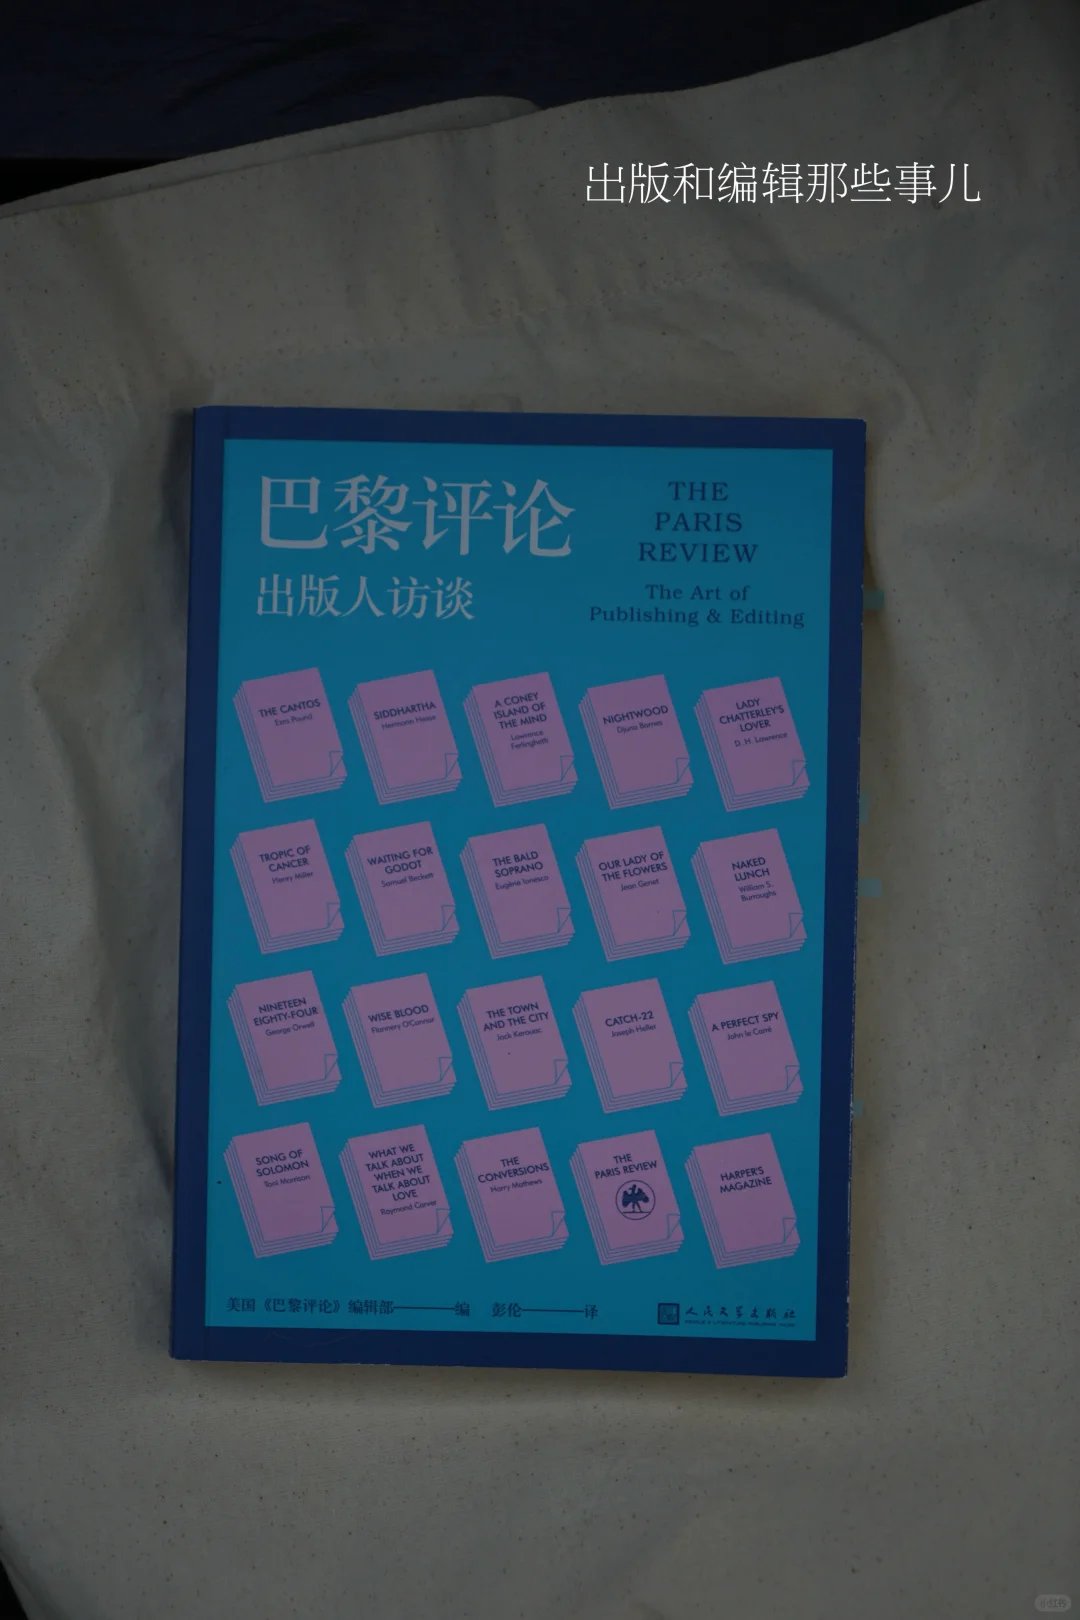 出版和编辑那些事儿
巴黎评论
出版人访谈
THE
PARIS
REVIEW
The Art of
Publishing & Editing
THE CANTOS
Ezra Pound
SIDDHARTHA
Hermann Hesse
A CONEY
ISLAND OF
THE MIND
Lawrence
Ferlinghetti
NIGHTWOOD
Djuna Barnes
LADY
CHATTERLEY'S
LOVER
D. H. Lawrence
TROPIC OF
CANCER
Henry Miller
WAITING FOR
GODOT
Samuel Beckett
THE BALD
SOPRANO
Eugène Ionesco
OUR LADY OF
THE FLOWERS
Jean Genet
NAKED
LUNCH
William S.
Burroughs
NINETEEN
EIGHTY-FOUR
George Orwell
WISE BLOOD
Flannery O'Connor
THE TOWN
AND THE CITY
Jack Kerouac
CATCH-22
Joseph Heller
A PERFECT SPY
John le Carré
SONG OF
SOLOMON
Toni Morrison
WHAT WE
TALK ABOUT
WHEN WE
TALK ABOUT
LOVE
Raymond Carver
THE
CONVERSIONS
Harry Mathews
THE
PARIS REVIEW
HARPER'S
MAGAZINE
美国《巴黎评论》编辑部————编 彭伦————译
人民文学出版社
PEOPLE'S LITERATURE PUBLISHING HOUSE
小红书